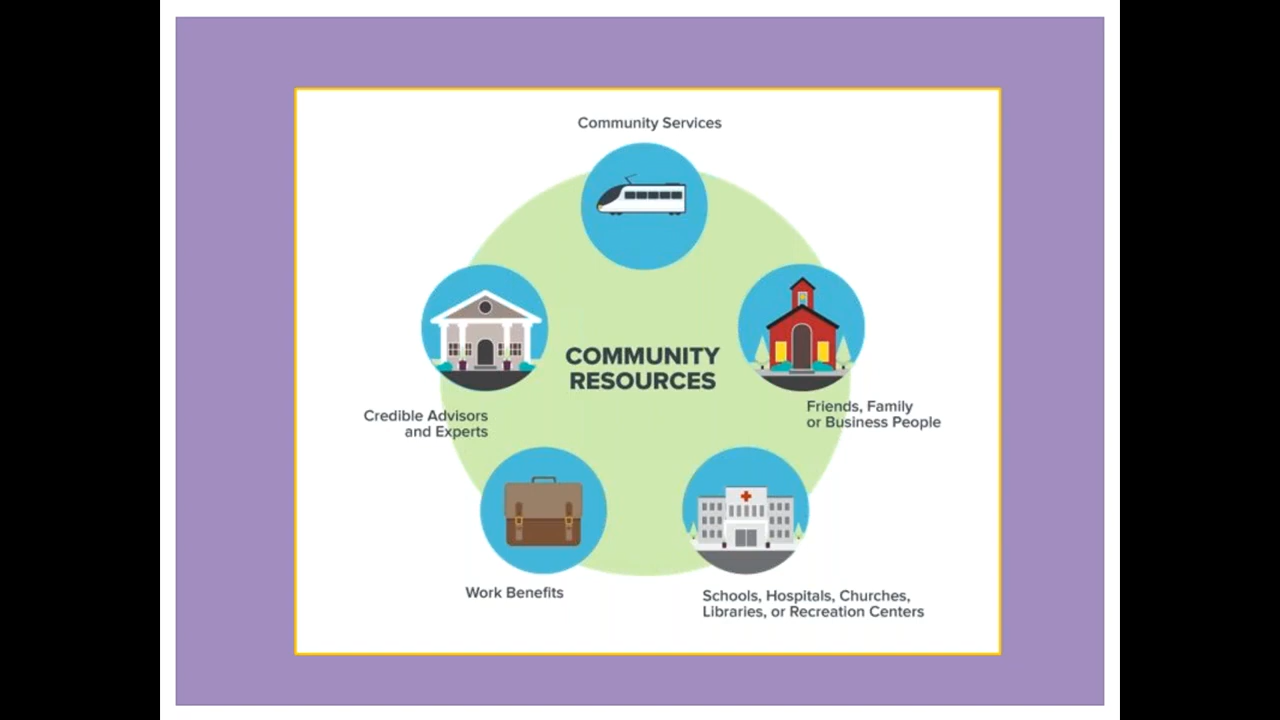 Community Services
COMMUNITY
RESOURCES
Credible Advisors
and Experts
Friends, Family
or Business People
Work Benefits
Schools, Hospitals, Churches,
Libraries, or Recreation Centers